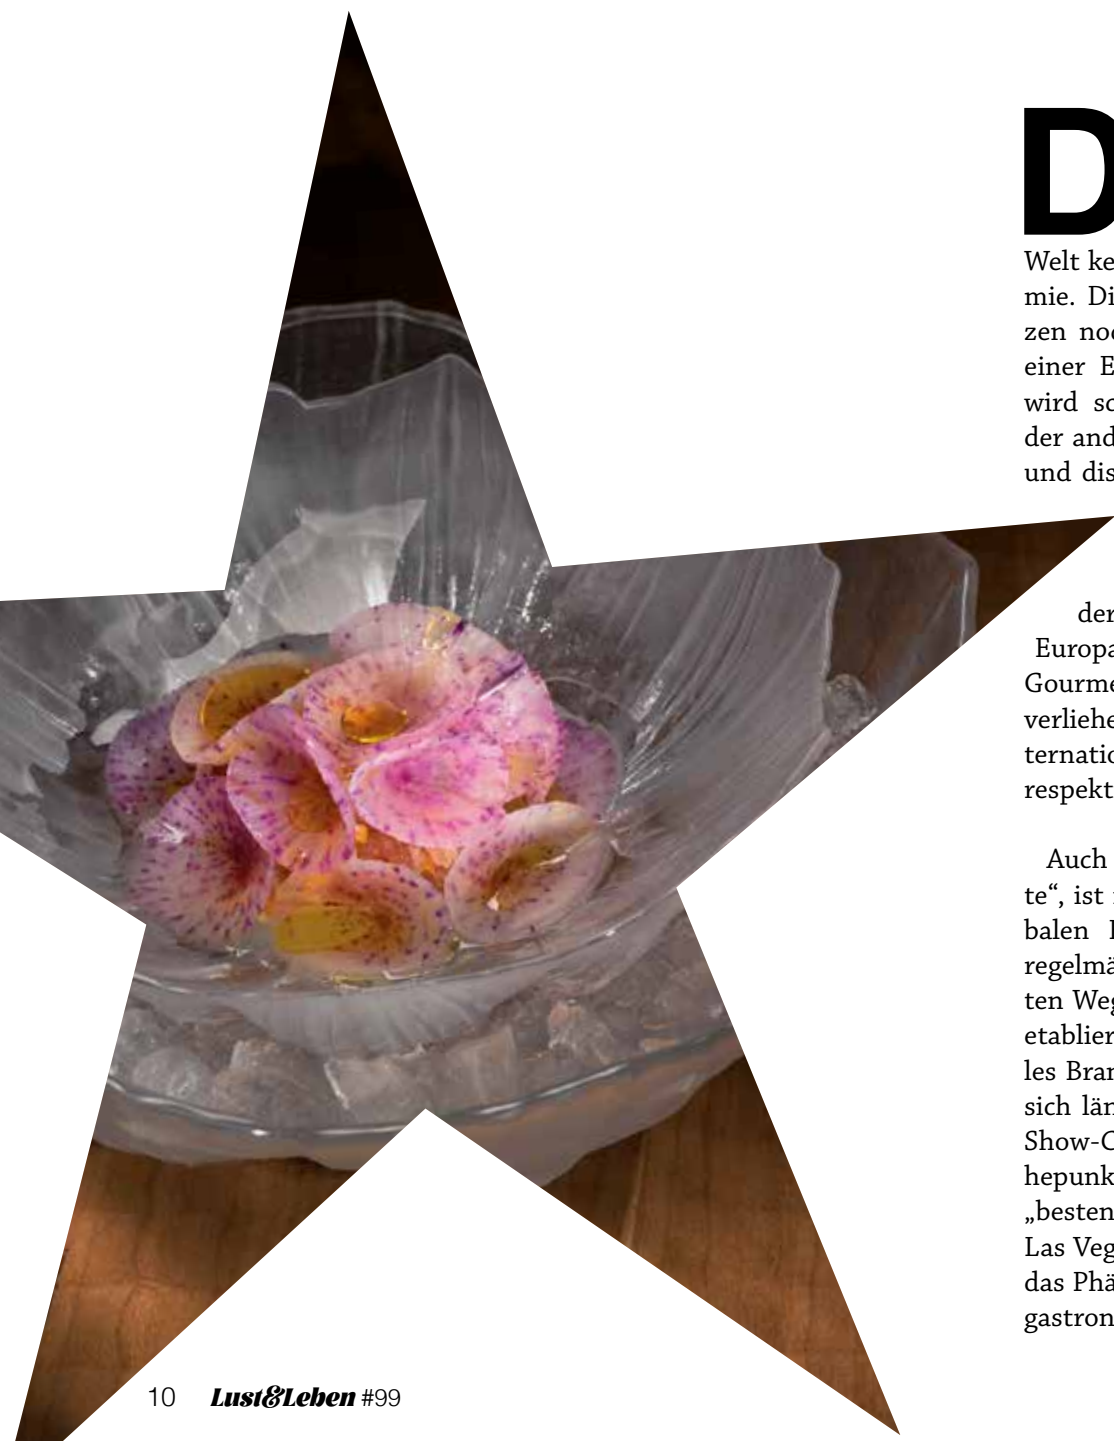 D
Welt ke
mie. Di
zen noc
einer E
wird so
der and
und dis
der
Europa
Gourme
verliehe
ternatio
respekt
Auch
te“, ist
balen
regelmä
ten Weg
etablier
les Bran
sich län
Show-C
hepunk
„besten
Las Veg
das Phä
gastron
10 Lust&Leben #99